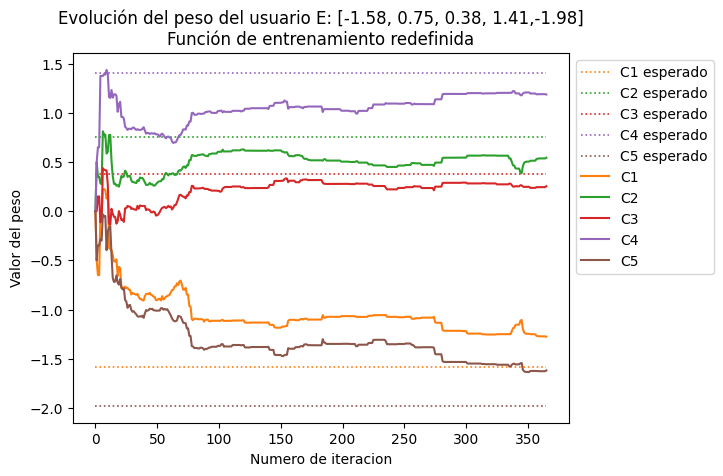 Evolución del peso del usuario E: [-1.58, 0.75, 0.38, 1.41,-1.98]
Función de entrenamiento redefinida
Valor del peso
1.5
1.0
0.5
0.0
−0.5
−1.0
−1.5
−2.0
0 50 100 150 200 250 300 350
Numero de iteracion
C1 esperado
C2 esperado
C3 esperado
C4 esperado
C5 esperado
C1
C2
C3
C4
C5